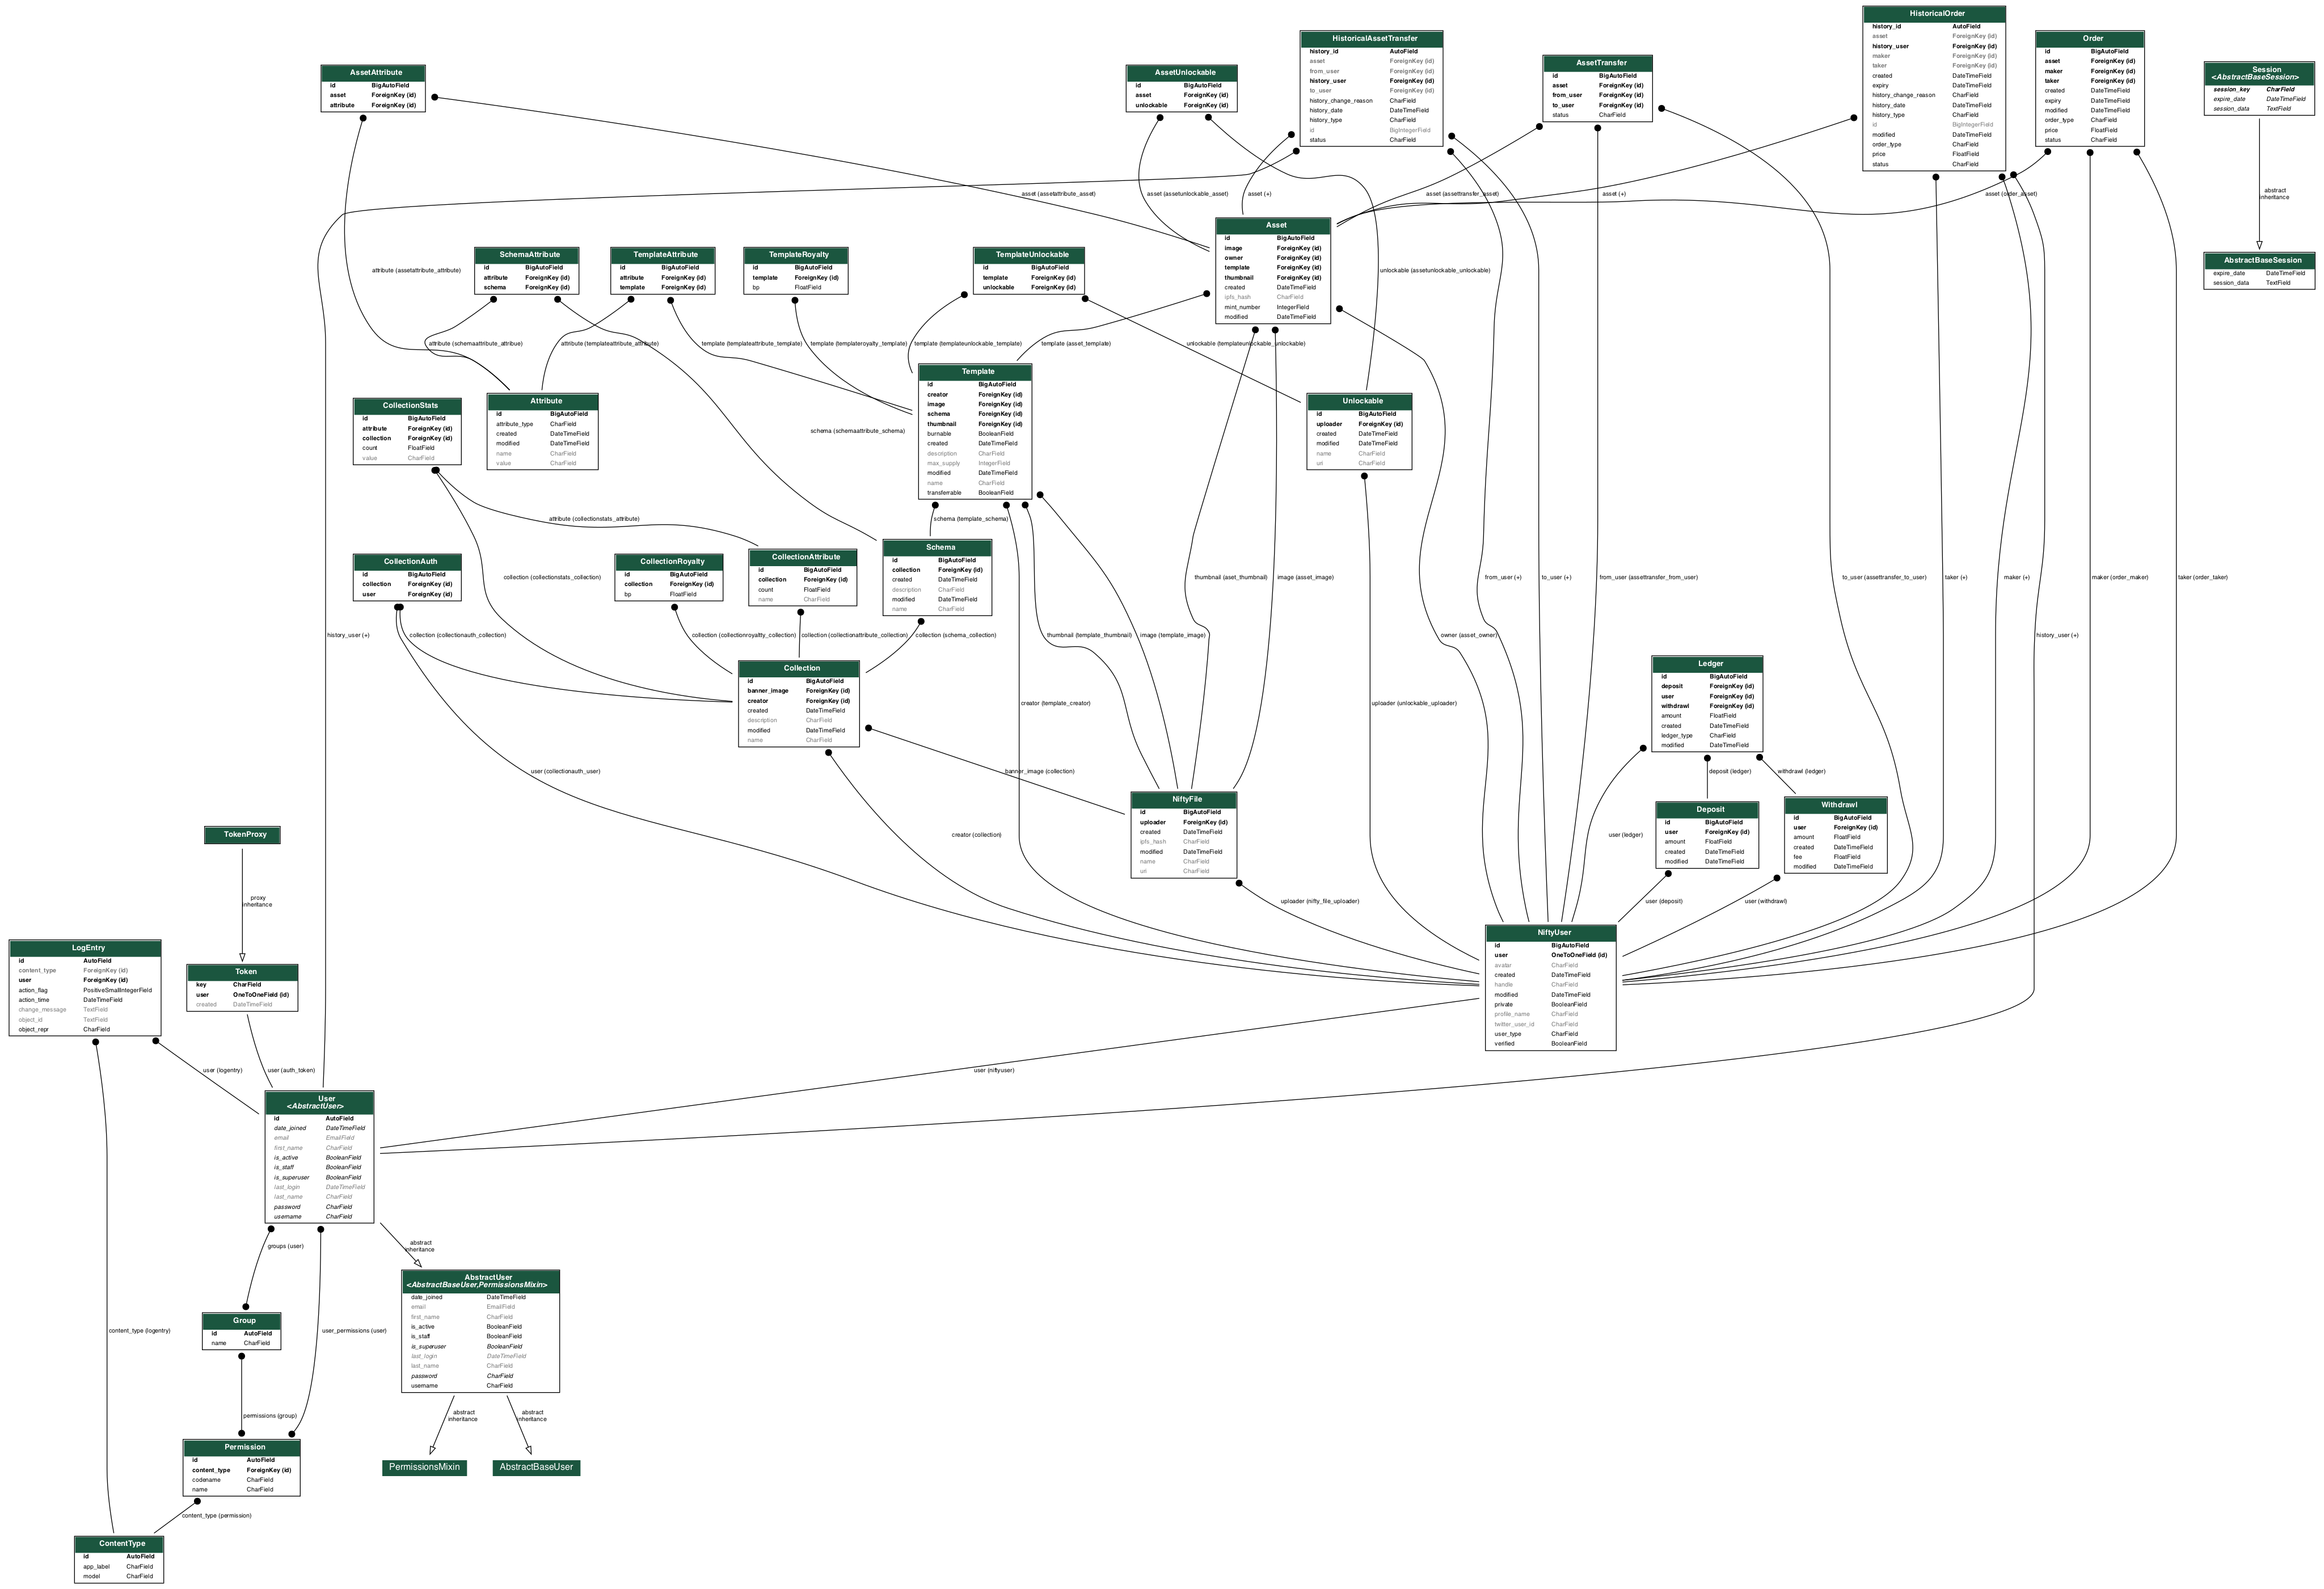 HistoricalOrder
history_id AutoField
asset ForeignKey (id)
history_user ForeignKey (id)
maker ForeignKey (id)
taker ForeignKey (id)
created DateTimeField
expiry DateTimeField
history_change_reason CharField
history_date DateTimeField
history_type CharField
id BigIntegerField
modified DateTimeField
order_type CharField
price FloatField
status CharField
HistoricalAssetTransfer
history_id AutoField
asset ForeignKey (id)
from_user ForeignKey (id)
history_user ForeignKey (id)
to_user ForeignKey (id)
history_change_reason CharField
history_date DateTimeField
history_type CharField
id BigIntegerField
status CharField
Order
id BigAutoField
asset ForeignKey (id)
maker ForeignKey (id)
taker ForeignKey (id)
created DateTimeField
expiry DateTimeField
modified DateTimeField
order_type CharField
price FloatField
status CharField
AssetTransfer
id BigAutoField
asset ForeignKey (id)
from_user ForeignKey (id)
to_user ForeignKey (id)
status CharField
Session
<AbstractBaseSession>
session_key CharField
expire_date DateTimeField
session_data TextField
AssetAttribute
id BigAutoField
asset ForeignKey (id)
attribute ForeignKey (id)
AssetUnlockable
id BigAutoField
asset ForeignKey (id)
unlockable ForeignKey (id)
asset (assetattribute_asset)
asset (assetunlockable_asset)
asset (+)
asset (assettransfer_asset)
asset (+)
asset (order_asset)
abstract
inheritance
Asset
id BigAutoField
image ForeignKey (id)
owner ForeignKey (id)
template ForeignKey (id)
thumbnail ForeignKey (id)
created DateTimeField
ipfs_hash CharField
mint_number IntegerField
modified DateTimeField
AbstractBaseSession
expire_date DateTimeField
session_data TextField
attribute (assetattribute_attribute)
SchemaAttribute
id BigAutoField
attribute ForeignKey (id)
schema ForeignKey (id)
TemplateAttribute
id BigAutoField
attribute ForeignKey (id)
template ForeignKey (id)
TemplateRoyalty
id BigAutoField
template ForeignKey (id)
bp FloatField
TemplateUnlockable
id BigAutoField
template ForeignKey (id)
unlockable ForeignKey (id)
unlockable (assetunlockable_unlockable)
attribute (schemaattribute_attribue)
attribute (templateattribute_attribute)
template (templateattribute_template)
template (templateroyalty_template)
template (templateunlockable_template)
template (asset_template)
unlockable (templateunlockable_unlockable)
Template
id BigAutoField
creator ForeignKey (id)
image ForeignKey (id)
schema ForeignKey (id)
thumbnail ForeignKey (id)
burnable BooleanField
created DateTimeField
description CharField
max_supply IntegerField
modified DateTimeField
name CharField
transferrable BooleanField
CollectionStats
id BigAutoField
attribute ForeignKey (id)
collection ForeignKey (id)
count FloatField
value CharField
Attribute
id BigAutoField
attribute_type CharField
created DateTimeField
modified DateTimeField
name CharField
value CharField
Unlockable
id BigAutoField
uploader ForeignKey (id)
created DateTimeField
modified DateTimeField
name CharField
url CharField
schema (schemaattribute_schema)
attribute (collectionstats_attribute)
schema (template_schema)
CollectionAuth
id BigAutoField
collection ForeignKey (id)
user ForeignKey (id)
collection (collectionstats_collection)
CollectionRoyalty
id BigAutoField
collection ForeignKey (id)
bp FloatField
CollectionAttribute
id BigAutoField
collection ForeignKey (id)
count FloatField
name CharField
Schema
id BigAutoField
collection ForeignKey (id)
created DateTimeField
description CharField
modified DateTimeField
name CharField
thumbnail (aset_thumbnail)
image (asset_image)
from_user (+)
to_user (+)
from_user (assettransfer_from_user)
to_user (assettransfer_to_user)
taker (+)
maker (+)
maker (order_maker)
taker (order_taker)
history_user (+)
collection (collectionauth_collection)
collection (collectionroyaltty_collection)
collection (collectionattribute_collection)
collection (schema_collection)
thumbnail (template_thumbnail)
image (template_image)
owner (asset_owner)
history_user (+)
Collection
id BigAutoField
banner_image ForeignKey (id)
creator ForeignKey (id)
created DateTimeField
description CharField
modified DateTimeField
name CharField
creator (template_creator)
uploader (unlockable_uploader)
Ledger
id BigAutoField
deposit ForeignKey (id)
user ForeignKey (id)
withdrawl ForeignKey (id)
amount FloatField
created DateTimeField
ledger_type CharField
modified DateTimeField
user (collectionauth_user)
banner_image (collection)
deposit (ledger)
withdrawl (ledger)
NiftyFile
id BigAutoField
uploader ForeignKey (id)
created DateTimeField
ipfs_hash CharField
modified DateTimeField
name CharField
url CharField
Deposit
id BigAutoField
user ForeignKey (id)
amount FloatField
created DateTimeField
modified DateTimeField
Withdrawl
id BigAutoField
user ForeignKey (id)
amount FloatField
created DateTimeField
fee FloatField
modified DateTimeField
TokenProxy
creator (collection)
user (ledger)
proxy
inheritance
uploader (nifty_file_uploader)
user (deposit)
user (withdrawl)
NiftyUser
id BigAutoField
user OneToOneField (id)
avatar CharField
created DateTimeField
handle CharField
modified DateTimeField
private BooleanField
profile_name CharField
twitter_user_id CharField
user_type CharField
verified BooleanField
LogEntry
id AutoField
content_type ForeignKey (id)
user ForeignKey (id)
action_flag PositiveSmallIntegerField
action_time DateTimeField
change_message TextField
object_id TextField
object_repr CharField
Token
key CharField
user OneToOneField (id)
created DateTimeField
user (logentry)
user (auth_token)
user (niftyuser)
User
<AbstractUser>
id AutoField
date_joined DateTimeField
email EmailField
first_name CharField
is_active BooleanField
is_staff BooleanField
is_superuser BooleanField
last_login DateTimeField
last_name CharField
password CharField
username CharField
groups (user)
abstract
inheritance
AbstractUser
<AbstractBaseUser,PermissionsMixin>
date_joined DateTimeField
email EmailField
first_name CharField
is_active BooleanField
is_staff BooleanField
is_superuser BooleanField
last_login DateTimeField
last_name CharField
password CharField
username CharField
Group
id AutoField
name CharField
content_type (logentry)
user_permissions (user)
permissions (group)
abstract
inheritance
abstract
inheritance
Permission
id AutoField
content_type ForeignKey (id)
codename CharField
name CharField
PermissionsMixin
AbstractBaseUser
content_type (permission)
ContentType
id AutoField
app_label CharField
model CharField